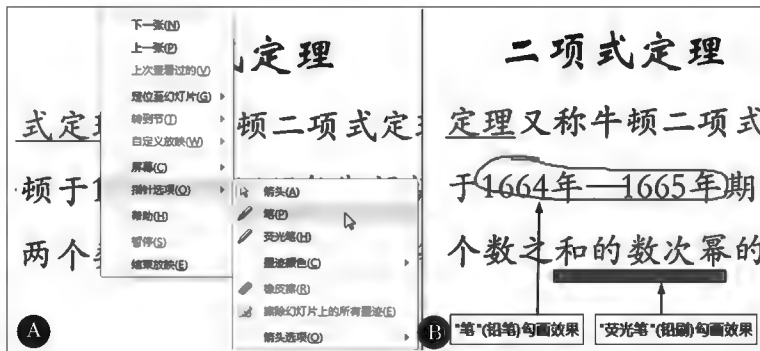 下一张(N)
上一张(P)
上次查看过的(V)
定位至幻灯片(G)
转到节(T)
自定义放映(W)
屏幕(C)
指针选项(O)
帮助(H)
暂停(S)
结束放映(E)
箭头(A)
笔(P)
荧光笔(H)
墨迹颜色(C)
橡皮擦(R)
擦除幻灯片上的所有墨迹(E)
箭头选项(O)
式定理
式定
顿二项式定
顿于1
两个
A
二项式定理
定理又称牛顿二项式
于1664年—1665年期
个数之和的数次幂的
"笔"(铅笔)勾画效果
"荧光笔"(铅副)勾画效果
B